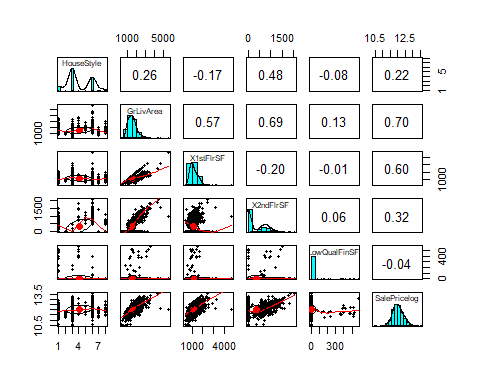 1000 5000 0 1500 10.5 12.5
HouseStyle 0.26 -0.17 0.48 -0.08 0.22 1 5
1000 GrLivArea 0.57 0.69 0.13 0.70
X1stFlrSF -0.20 -0.01 0.60 1000
0 1500 X2ndFlrSF 0.06 0.32
LowQualFinSF -0.04 0 400
10.5 13.5 SalePricelog
1 4 7 1000 4000 0 300